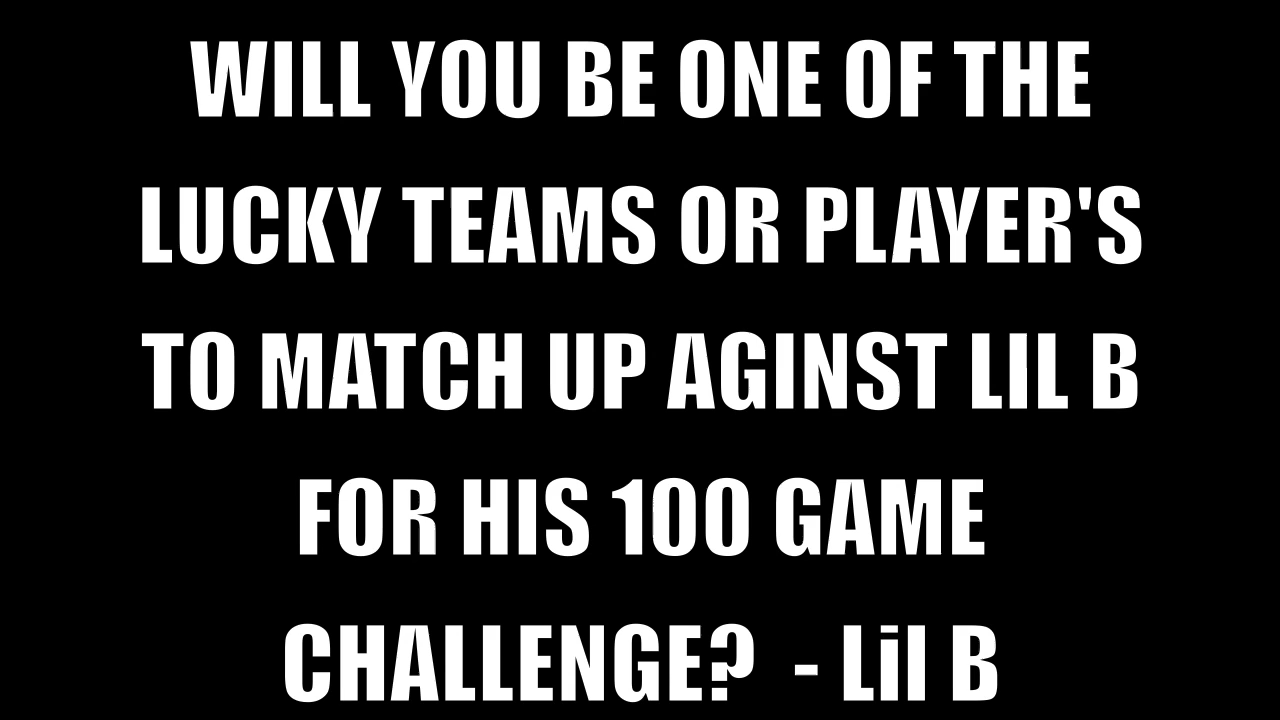 WILL YOU BE ONE OF THE
LUCKY TEAMS OR PLAYER'S
TO MATCH UP AGINST LIL B
FOR HIS 100 GAME
CHALLENGE? - Lil B